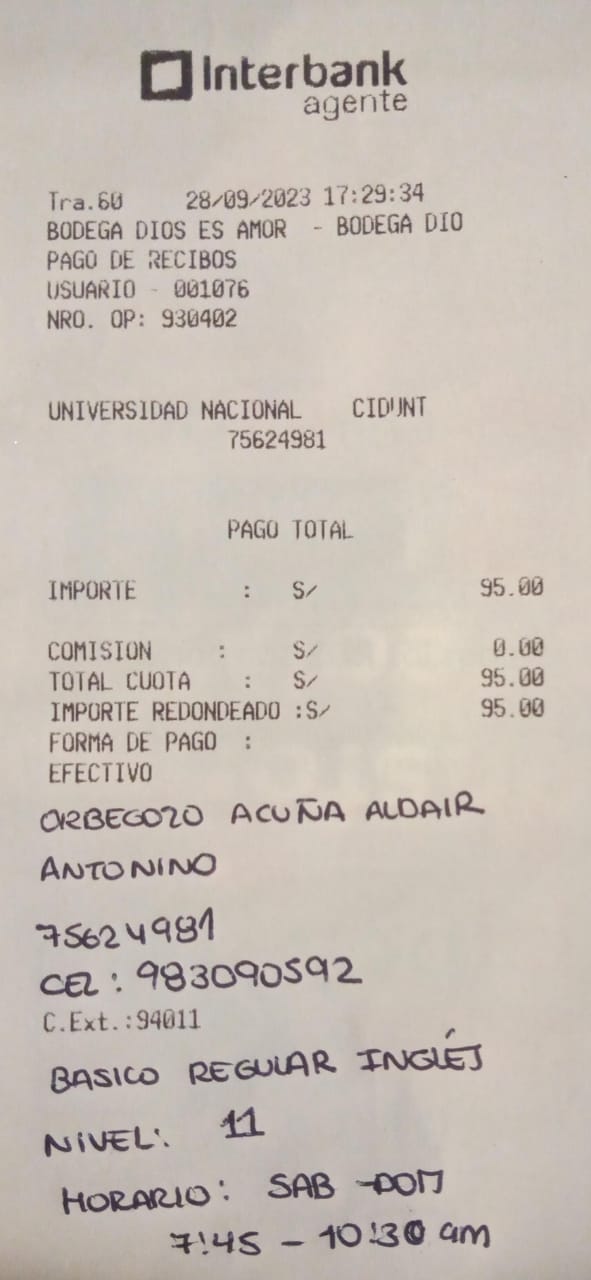 Interbank
agente
Tra.60 28/09/2023 17:29:34
BODEGA DIOS ES AMOR - BODEGA DIO
PAGO DE RECIBOS
USUARIO - 001076
NRO. OP: 930402
UNIVERSIDAD NACIONAL CIDUNT
75624981
PAGO TOTAL
IMPORTE : S/ 95.00
COMISION : S/ 0.00
TOTAL CUOTA : S/ 95.00
IMPORTE REDONDEADO :S/ 95.00
FORMA DE PAGO :
EFECTIVO
ORBEGOZO ACUÑA ALDAIR
ANTONINO
75624981
CEL: 983090592
C.Ext.:94011
BASICO REGULAR INGLÉS
NIVEL: 11
HORARIO: SAB - DOM
7:45 - 10:30 am